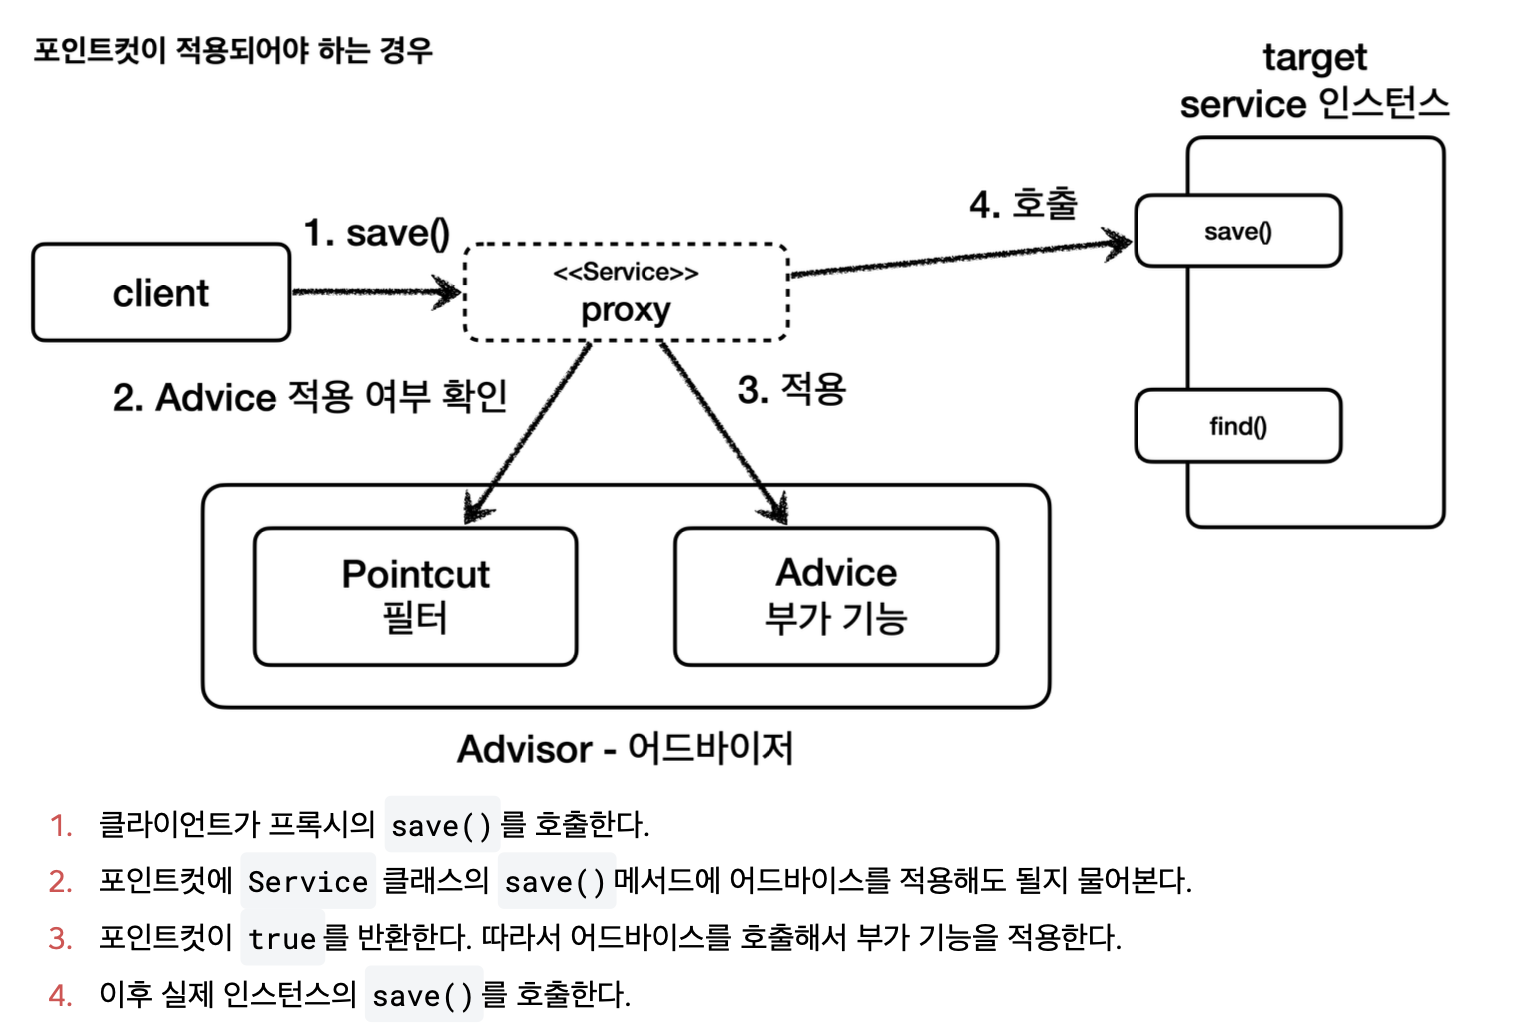 포인트컷이 적용되어야 하는 경우
target
service 인스턴스
4. 호출
save()
1. save()
client
<<Service>>
proxy
2. Advice 적용 여부 확인
3. 적용
find()
Pointcut
필터
Advice
부가 기능
Advisor - 어드바이저
1. 클라이언트가 프록시의 save()를 호출한다.
2. 포인트컷에 Service 클래스의 save()메서드에 어드바이스를 적용해도 될지 물어본다.
3. 포인트컷이 true를 반환한다. 따라서 어드바이스를 호출해서 부가 기능을 적용한다.
4. 이후 실제 인스턴스의 save()를 호출한다.